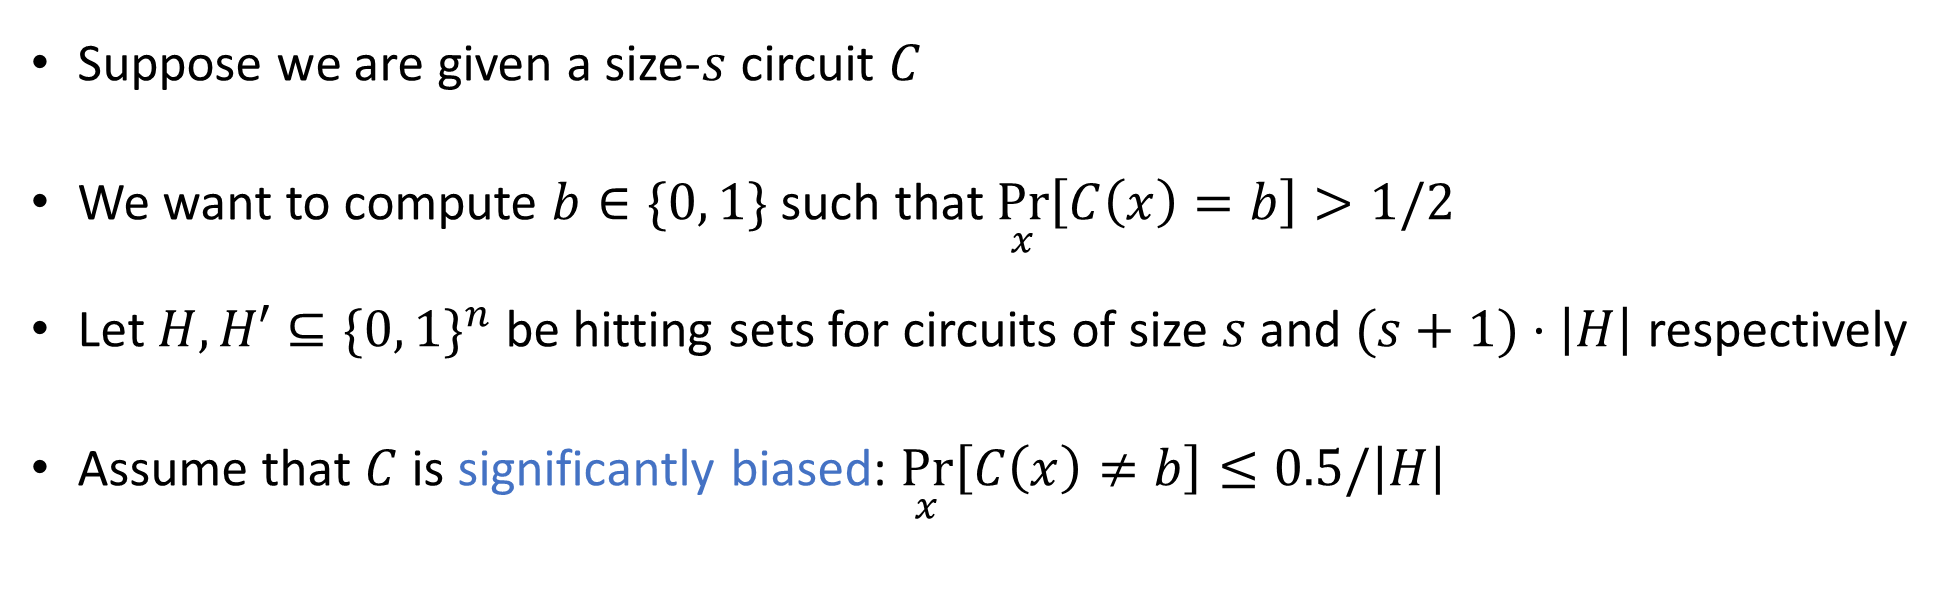 • Suppose we are given a size-𝑠 circuit 𝐶
• We want to compute 𝑏 ∈ {0, 1} such that Pr_𝑥[𝐶(𝑥) = 𝑏] > 1/2
• Let 𝐻, 𝐻′ ⊆ {0, 1}ⁿ be hitting sets for circuits of size 𝑠 and (𝑠 + 1) · |𝐻| respectively
• Assume that 𝐶 is significantly biased: Pr_𝑥[𝐶(𝑥) ≠ 𝑏] ≤ 0.5/|𝐻|